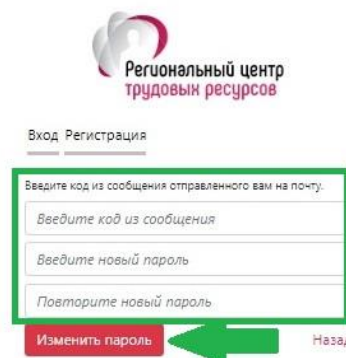 Региональный центр
трудовых ресурсов
Вход Регистрация
Введите код из сообщения отправленного вам на почту.
Введите код из сообщения
Введите новый пароль
Повторите новый пароль
Изменить пароль Назад